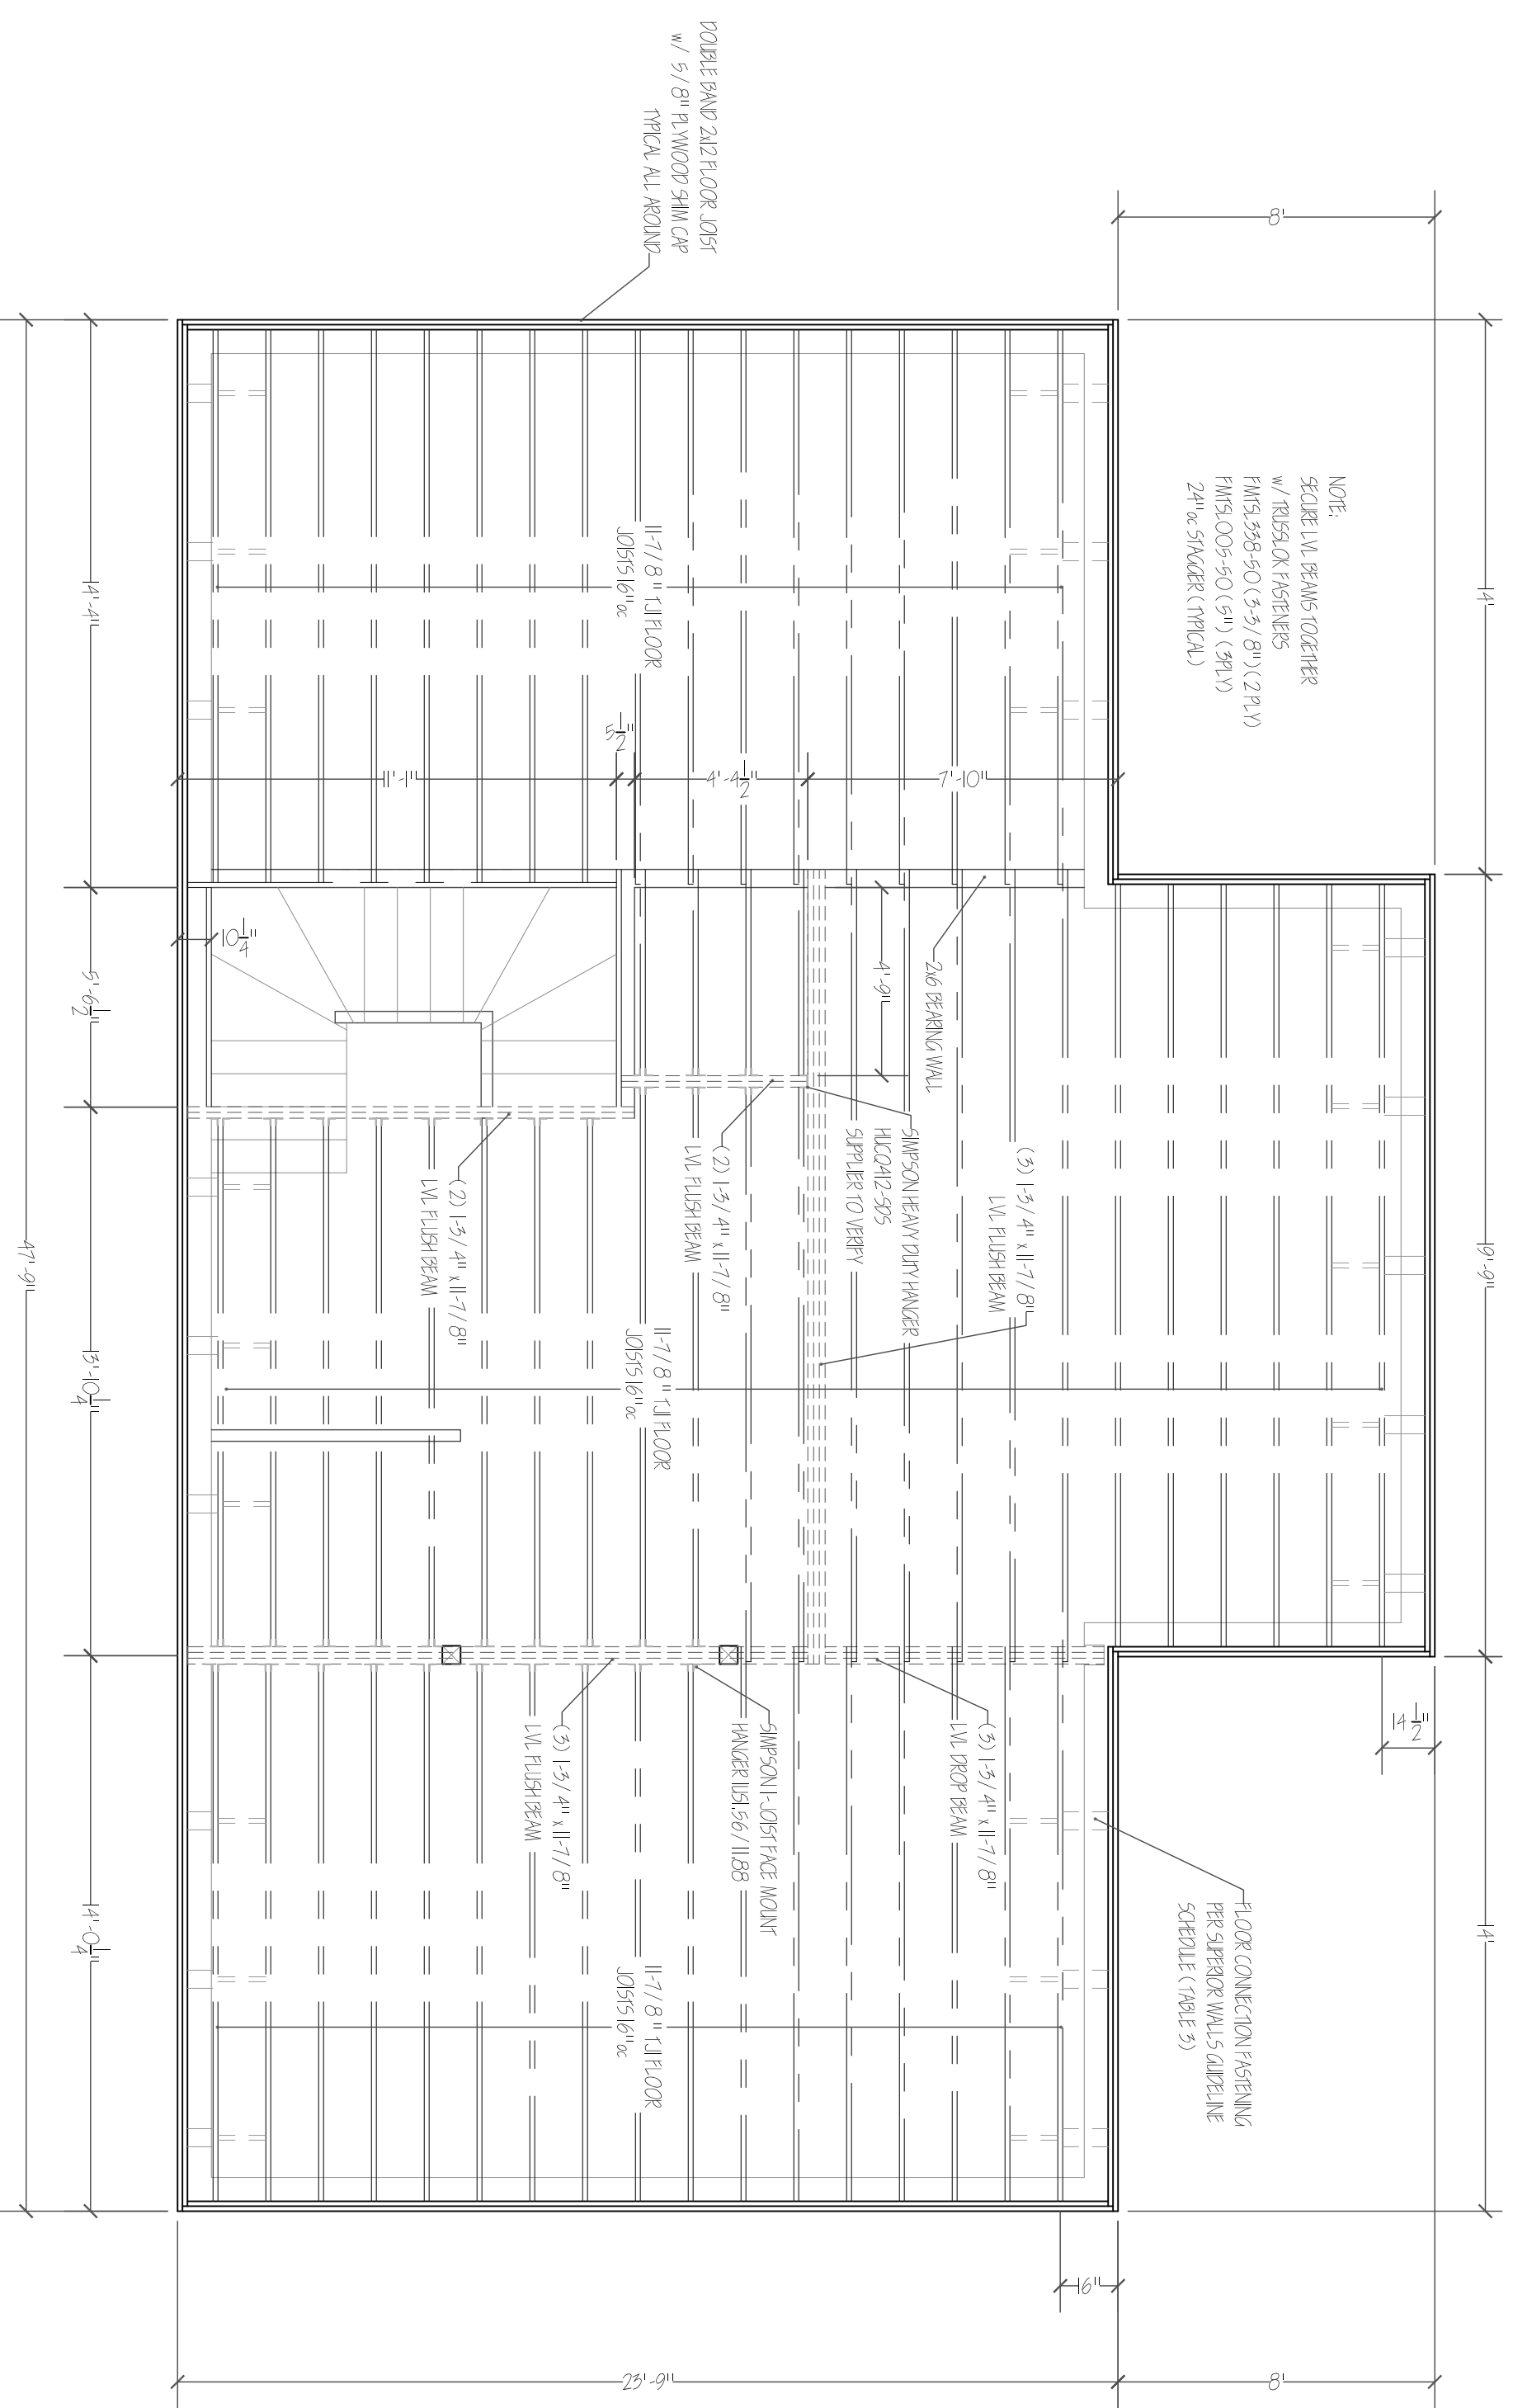 14'
19'-9"
14'
8'
NOTE:
SECURE LVL BEAMS TOGETHER
w/ TRUSSLOK FASTENERS
FMTSL338-50 (3-3/8") (2 PLY)
FMTSL005-50 (5") (3PLY)
24" oc STAGGER (TYPICAL)
14 1/2"
FLOOR CONNECTION FASTENING
PER SUPERIOR WALLS GUIDELINE
SCHEDULE (TABLE 3)
8'
16"
DOUBLE BAND 2x12 FLOOR JOIST
w/ 5/8" PLYWOOD SHIM CAP
TYPICAL ALL AROUND
7'-10"
4'-4 1/2"
5 1/2"
11'-1"
2x6 BEARING WALL
4'-9"
(3) 1-3/4" x 11-7/8"
LVL FLUSH BEAM
SIMPSON HEAVY DUTY HANGER
HUCQ412-SDS
SUPPLIER TO VERIFY
(3) 1-3/4" x 11-7/8"
LVL DROP BEAM
(2) 1-3/4" x 11-7/8"
LVL FLUSH BEAM
SIMPSON I-JOIST FACE MOUNT
HANGER IUS1.56/11.88
11-7/8" TJI FLOOR
JOISTS 16" oc
11-7/8" TJI FLOOR
JOISTS 16" oc
11-7/8" TJI FLOOR
JOISTS 16" oc
(3) 1-3/4" x 11-7/8"
LVL FLUSH BEAM
(2) 1-3/4" x 11-7/8"
LVL FLUSH BEAM
10 1/4"
23'-9"
14'-4"
5'-6 1/2"
13'-10 1/4"
14'-0 1/4"
47'-9"